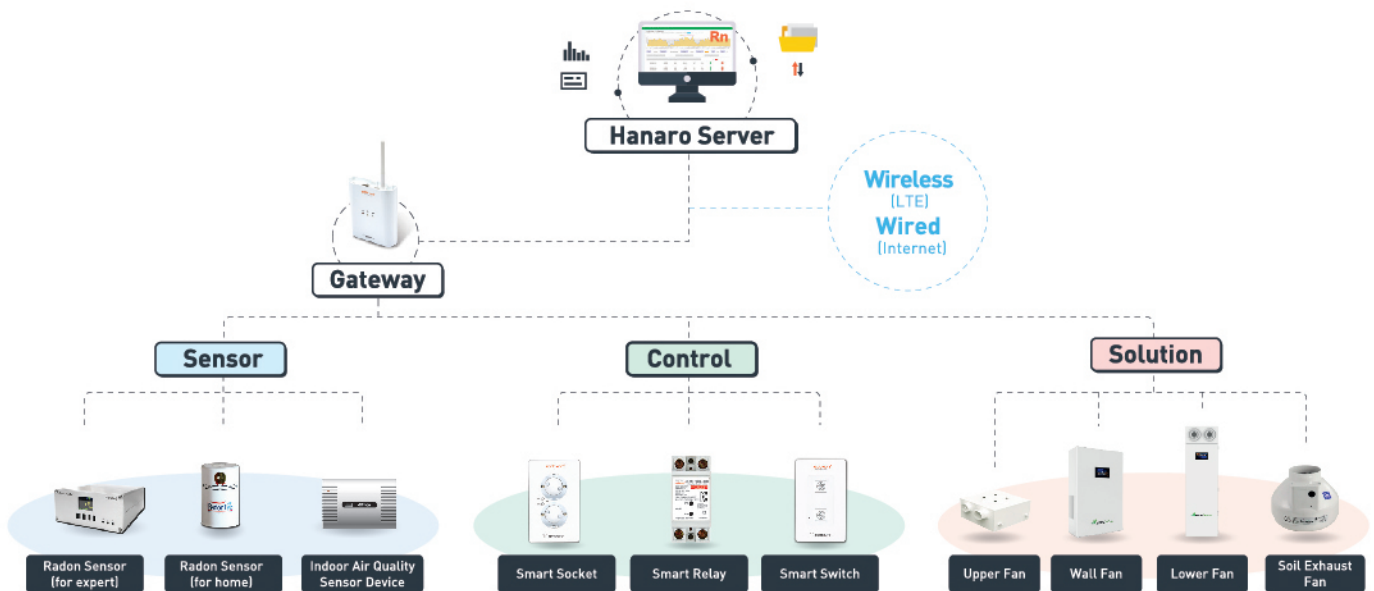 Rn
Hanaro Server
Wireless
(LTE)
Wired
(Internet)
Gateway
Sensor
Control
Solution
Radon Sensor
(for expert)
Radon Sensor
(for home)
Indoor Air Quality
Sensor Device
Smart Socket
Smart Relay
Smart Switch
Upper Fan
Wall Fan
Lower Fan
Soil Exhaust
Fan